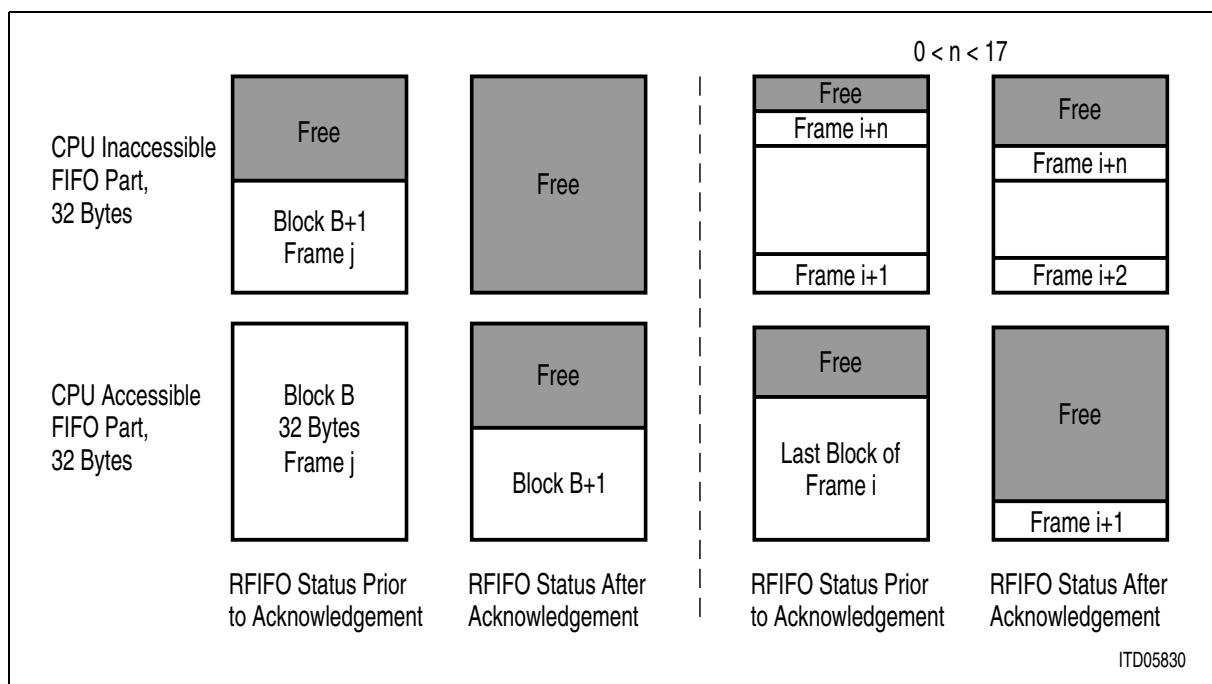 0 < n < 17
CPU Inaccessible
FIFO Part,
32 Bytes
Free
Block B+1
Frame j
Free
Free
Frame i+n
Frame i+1
Free
Frame i+n
Frame i+2
CPU Accessible
FIFO Part,
32 Bytes
Block B
32 Bytes
Frame j
Free
Block B+1
Free
Last Block of
Frame i
Free
Frame i+1
RFIFO Status Prior
to Acknowledgement
RFIFO Status After
Acknowledgement
RFIFO Status Prior
to Acknowledgement
RFIFO Status After
Acknowledgement
ITD05830